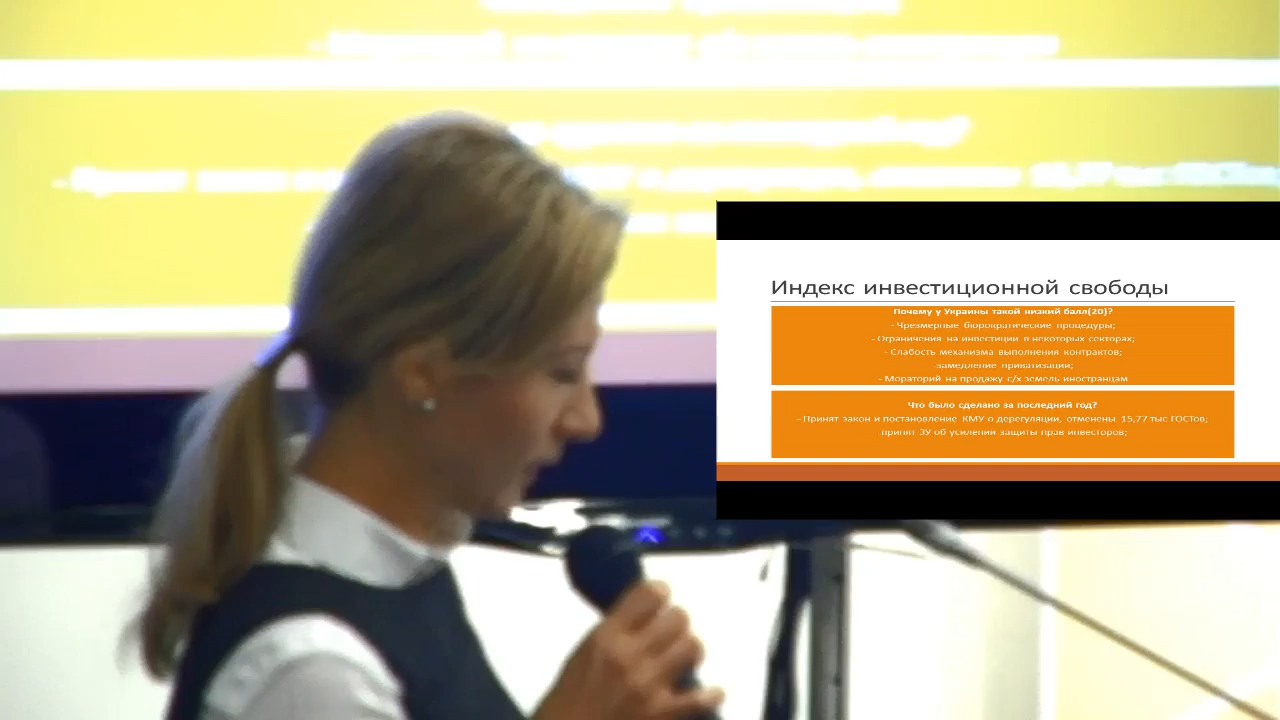 Индекс инвестиционной свободы
Почему у Украины такой низкий балл(20)?
- Чрезмерные бюрократические процедуры;
- Ограничения на инвестиции в некоторых секторах;
- Слабость механизма выполнения контрактов;
замедление приватизации;
- Мораторий на продажу с/х земель иностранцам
Что было сделано за последний год?
- Принят закон и постановление КМУ о дерегуляции, отменены 15,77 тыс ГОСТов;
принят ЗУ об усилении защиты прав инвесторов;